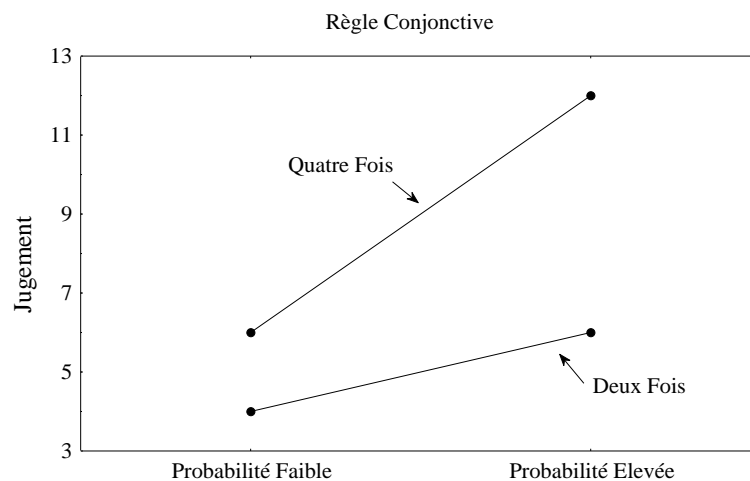 Règle Conjonctive
13
11
9
7
5
3
Jugement
Quatre Fois
Deux Fois
Probabilité Faible
Probabilité Elevée